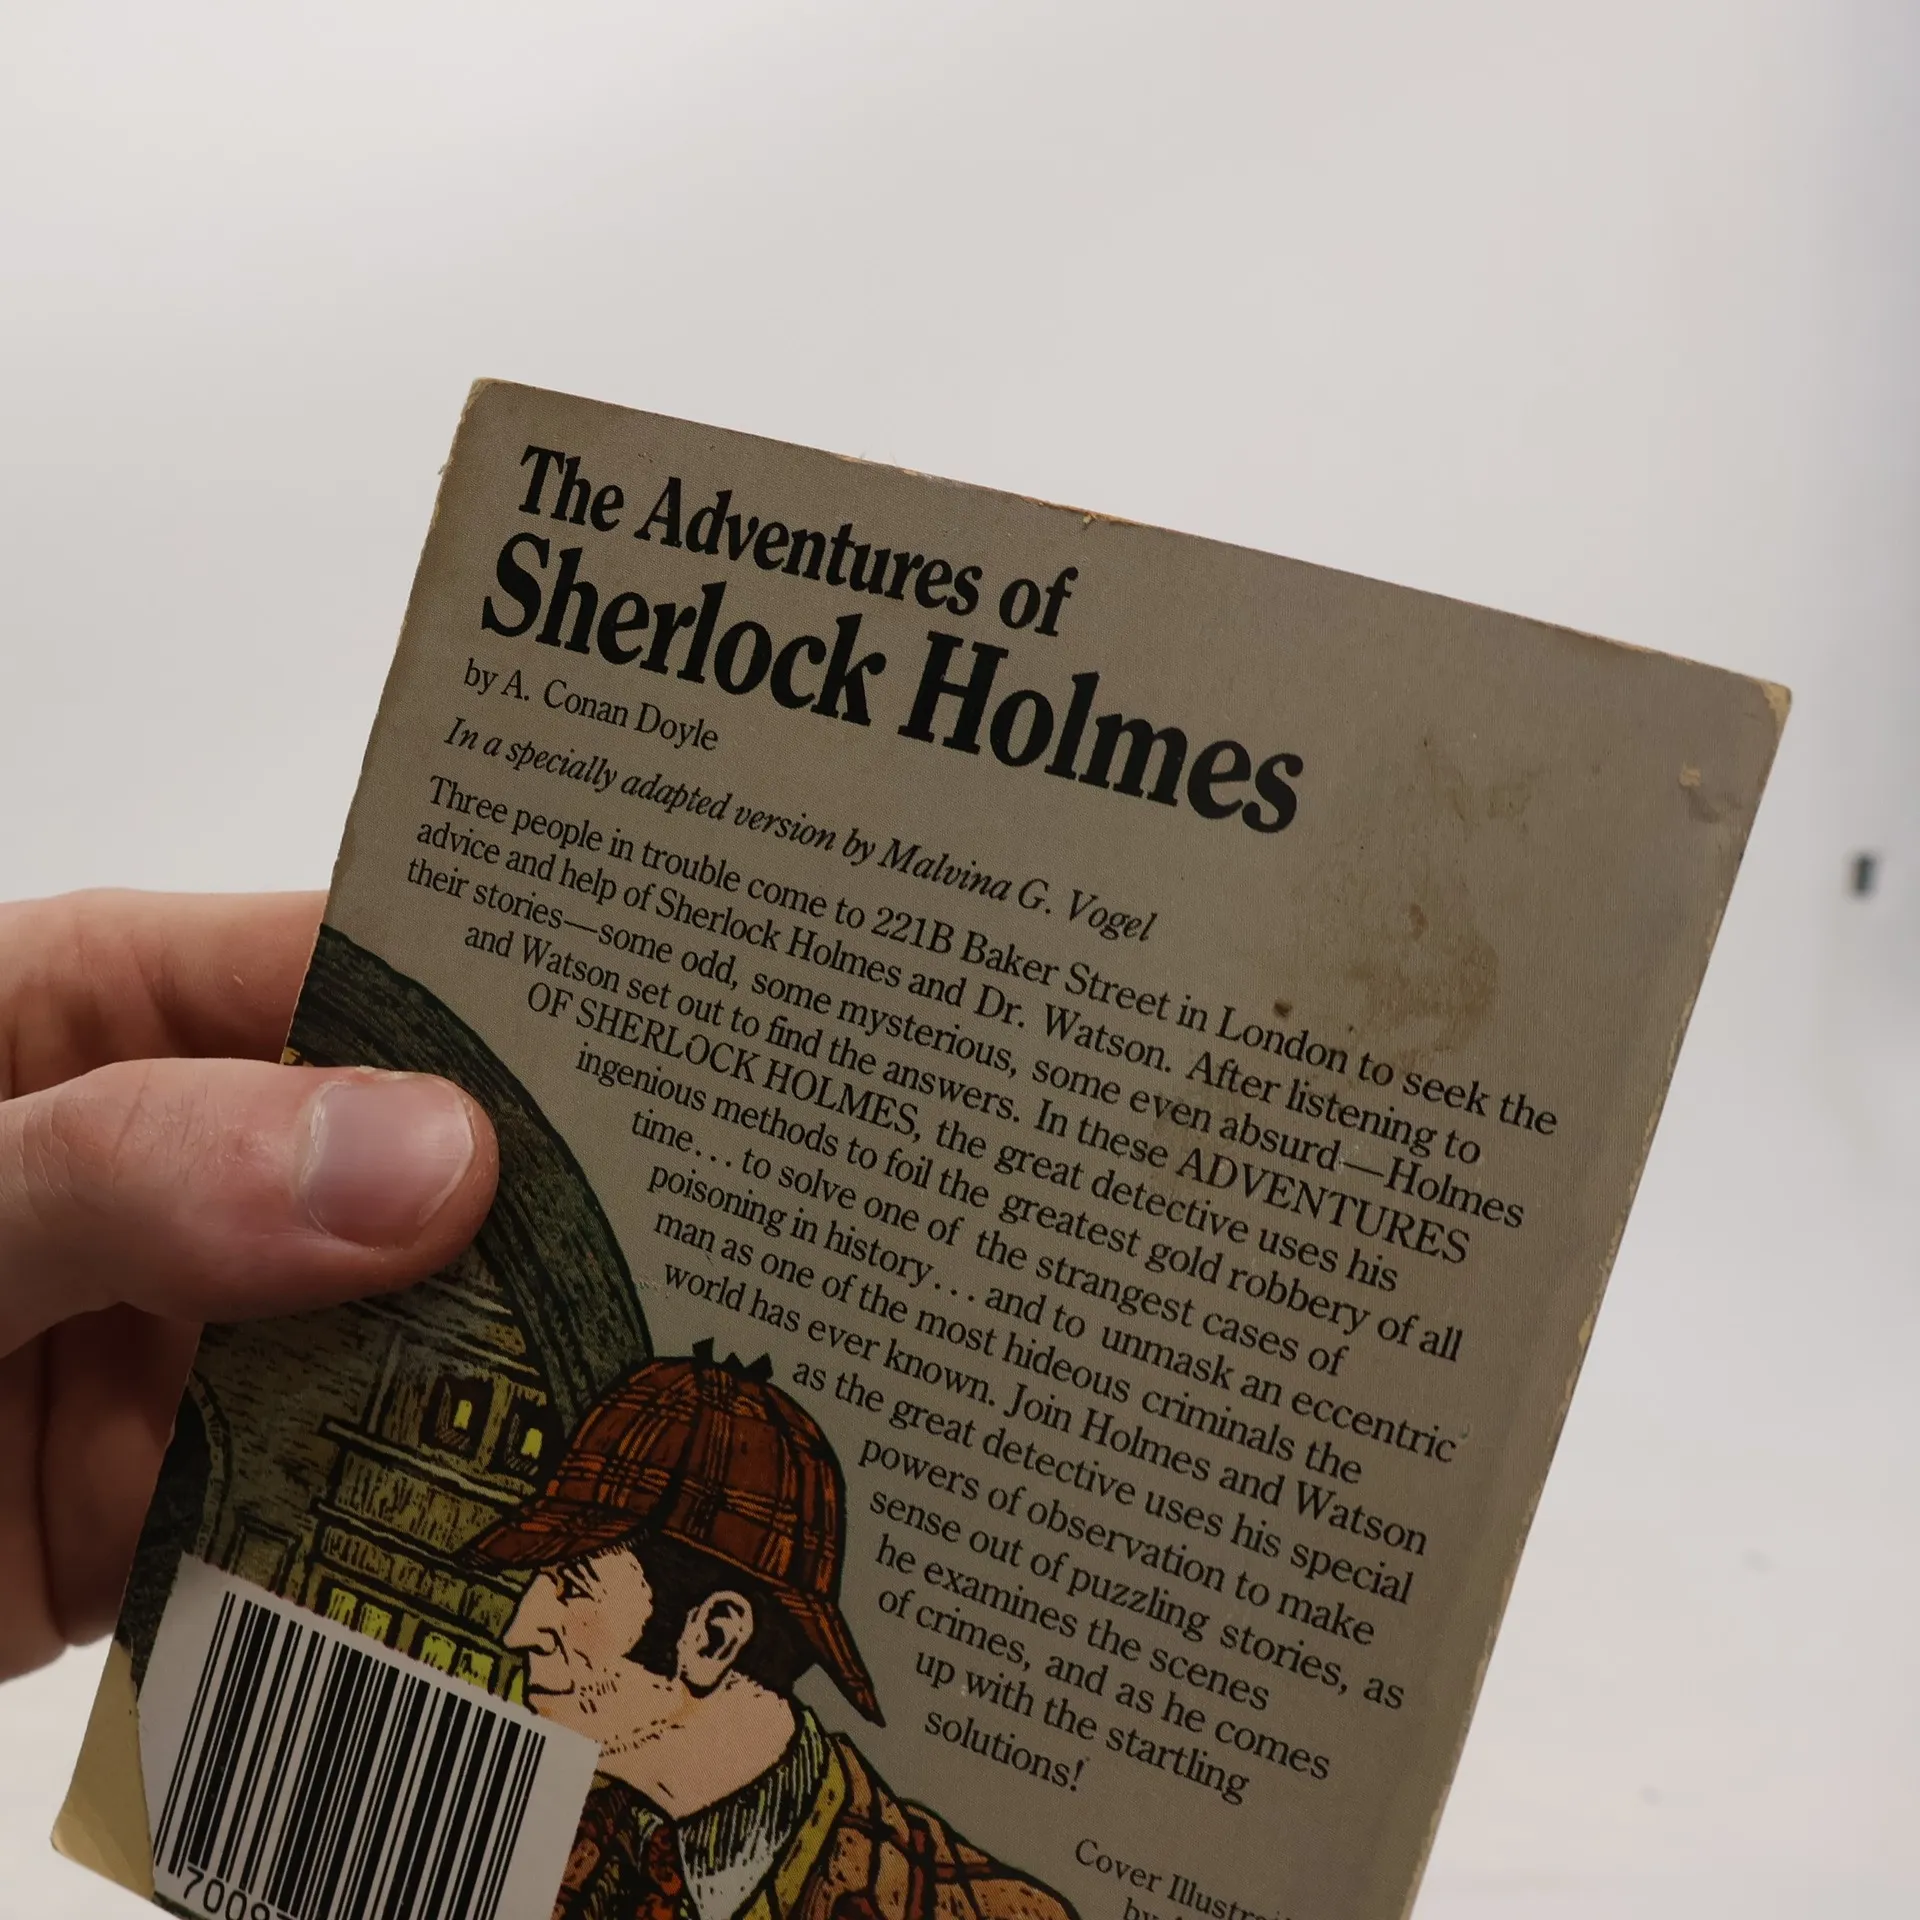 The Adventures of
Sherlock Holmes
by A. Conan Doyle
In a specially adapted version by Malvina G. Vogel
Three people in trouble come to 221B Baker Street in London to seek the
advice and help of Sherlock Holmes and Dr. Watson. After listening to
their stories—some odd, some mysterious, some even absurd—Holmes
and Watson set out to find the answers. In these ADVENTURES
OF SHERLOCK HOLMES, the great detective uses his
ingenious methods to foil the greatest gold robbery of all
time... to solve one of the strangest cases of
poisoning in history... and to unmask an eccentric
man as one of the most hideous criminals the
world has ever known. Join Holmes and Watson
as the great detective uses his special
powers of observation to make
sense out of puzzling stories, as
he examines the scenes
of crimes, and as he comes
up with the startling
solutions!
Cover
by